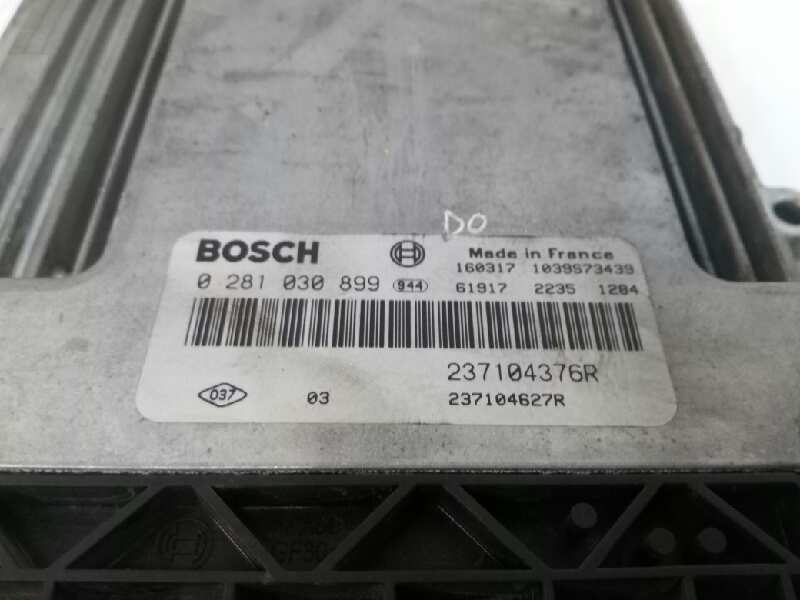 DO
BOSCH
Made in France
160317 1039S73439
0 281 030 899 944
61917 2235 1284
237104376R
037 03
237104627R